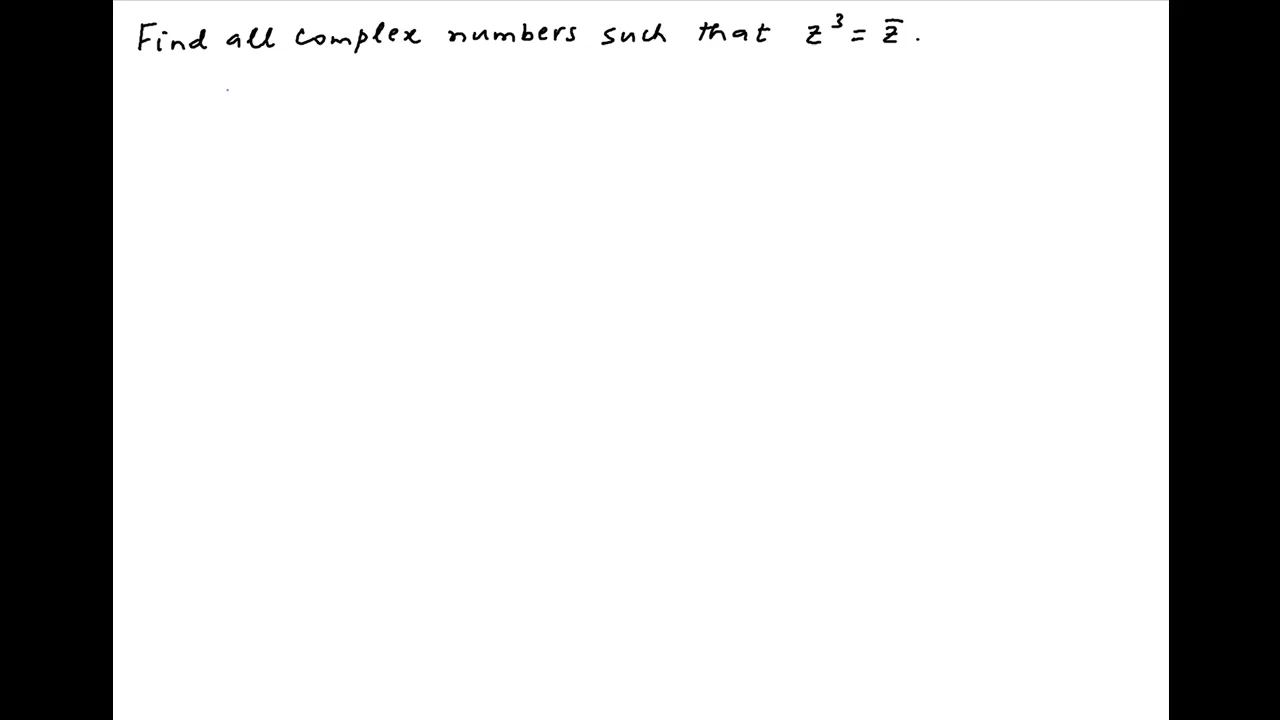 Find all complex numbers such that z³ = z̄ .